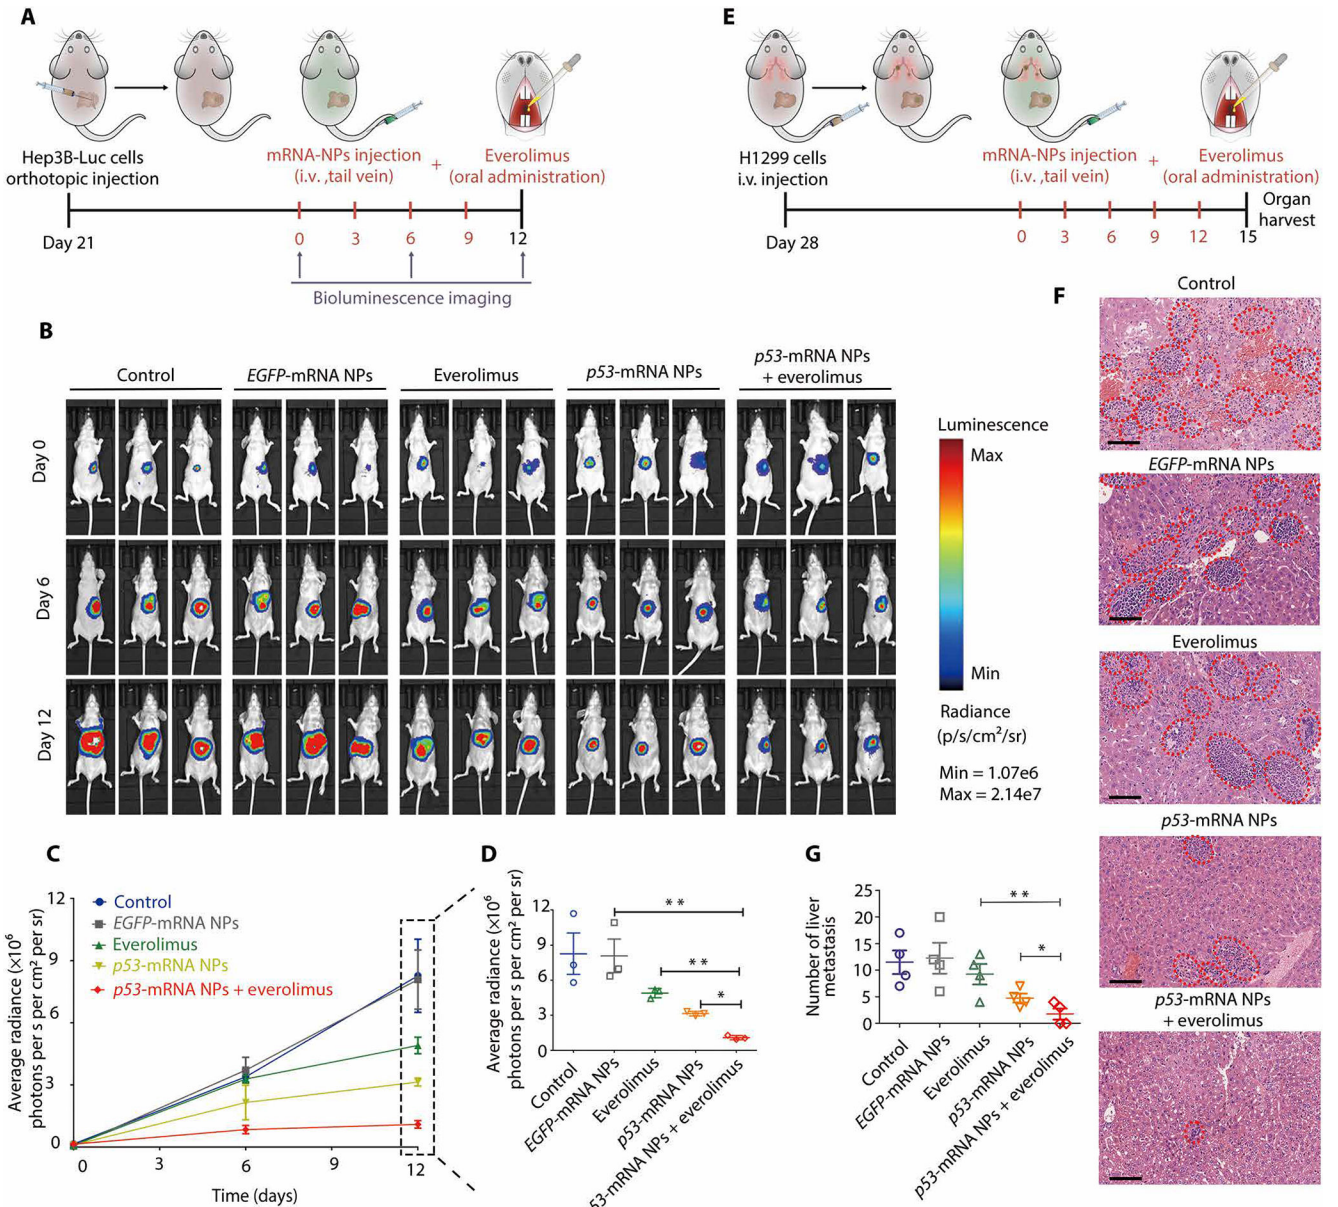 A
Hep3B-Luc cells
orthotopic injection
mRNA-NPs injection
(i.v. ,tail vein)
+
Everolimus
(oral administration)
Day 21
0
3
6
9
12
Bioluminescence imaging
E
H1299 cells
i.v. injection
mRNA-NPs injection
(i.v. ,tail vein)
+
Everolimus
(oral administration)
Organ
harvest
Day 28
0
3
6
9
12
15
B
Control
EGFP-mRNA NPs
Everolimus
p53-mRNA NPs
p53-mRNA NPs
+ everolimus
Day 0
Day 6
Day 12
Luminescence
Max
Min
Radiance
(p/s/cm²/sr)
Min = 1.07e6
Max = 2.14e7
F
Control
EGFP-mRNA NPs
Everolimus
p53-mRNA NPs
p53-mRNA NPs
+ everolimus
C
Average radiance (×10⁶
photons per s per cm² per sr)
12
9
6
3
0
Control
EGFP-mRNA NPs
Everolimus
p53-mRNA NPs
p53-mRNA NPs + everolimus
0
3
6
9
12
Time (days)
D
Average radiance (×10⁶
photons per s per cm² per sr)
12
9
6
3
0
* *
* *
*
Control
EGFP-mRNA NPs
Everolimus
p53-mRNA NPs
53-mRNA NPs + everolimus
G
Number of liver
metastasis
25
20
15
10
5
0
* *
*
Control
EGFP-mRNA NPs
Everolimus
p53-mRNA NPs
p53-mRNA NPs + everolimus